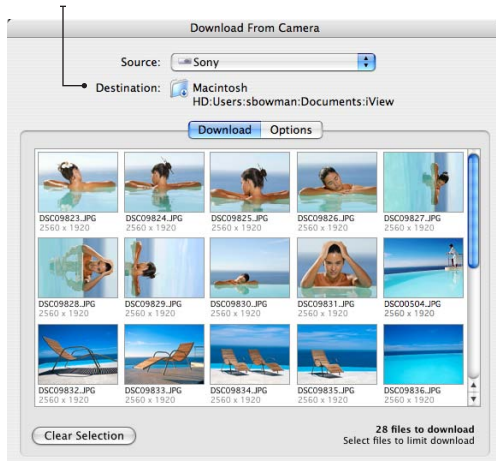 Download From Camera
Source: Sony
Destination: Macintosh
HD:Users:sbowman:Documents:iView
Download Options
DSC09823.JPG DSC09824.JPG DSC09825.JPG DSC09826.JPG DSC09827.JPG
2560 x 1920 2560 x 1920 2560 x 1920 2560 x 1920 2560 x 1920
DSC09828.JPG DSC09829.JPG DSC09830.JPG DSC09831.JPG DSC00504.JPG
2560 x 1920 2560 x 1920 2560 x 1920 2560 x 1920 2560 x 1920
DSC09832.JPG DSC09833.JPG DSC09834.JPG DSC09835.JPG DSC09836.JPG
2560 x 1920 2560 x 1920 2560 x 1920 2560 x 1920 2560 x 1920
Clear Selection
28 files to download
Select files to limit download